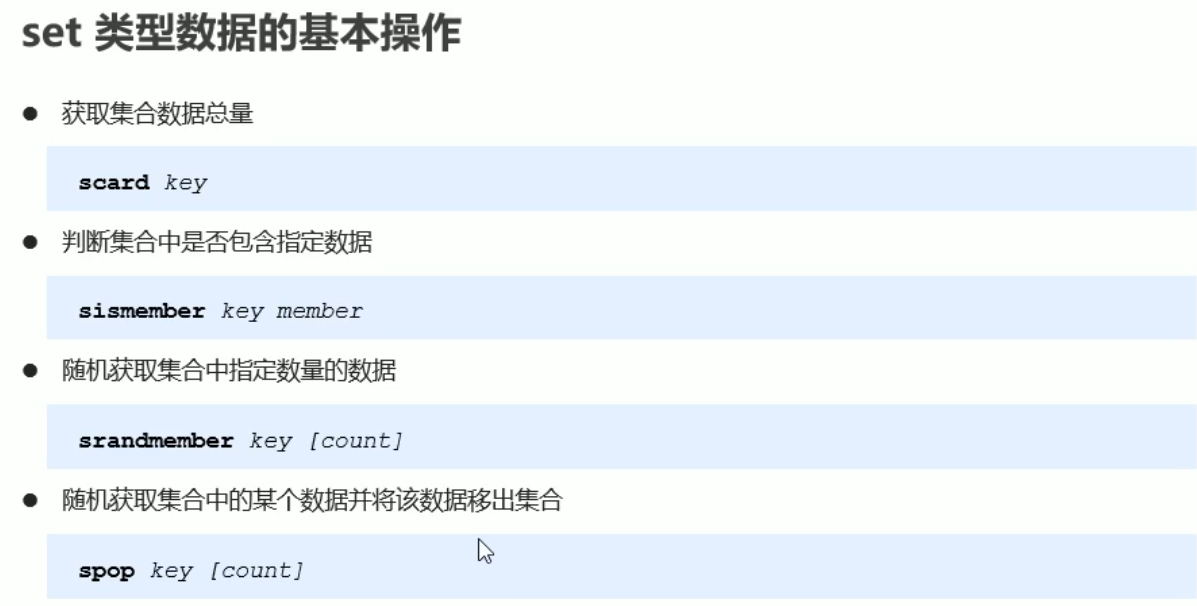 set 类型数据的基本操作
● 获取集合数据总量
scard key
● 判断集合中是否包含指定数据
sismember key member
● 随机获取集合中指定数量的数据
srandmember key [count]
● 随机获取集合中的某个数据并将该数据移出集合
spop key [count]